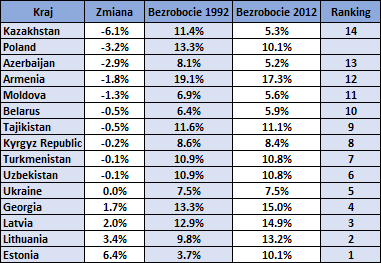 Kraj Zmiana Bezrobocie 1992 Bezrobocie 2012 Ranking
Kazakhstan -6.1% 11.4% 5.3% 14
Poland -3.2% 13.3% 10.1%
Azerbaijan -2.9% 8.1% 5.2% 13
Armenia -1.8% 19.1% 17.3% 12
Moldova -1.3% 6.9% 5.6% 11
Belarus -0.5% 6.4% 5.9% 10
Tajikistan -0.5% 11.6% 11.1% 9
Kyrgyz Republic -0.2% 8.6% 8.4% 8
Turkmenistan -0.1% 10.9% 10.8% 7
Uzbekistan -0.1% 10.9% 10.8% 6
Ukraine 0.0% 7.5% 7.5% 5
Georgia 1.7% 13.3% 15.0% 4
Latvia 2.0% 12.9% 14.9% 3
Lithuania 3.4% 9.8% 13.2% 2
Estonia 6.4% 3.7% 10.1% 1